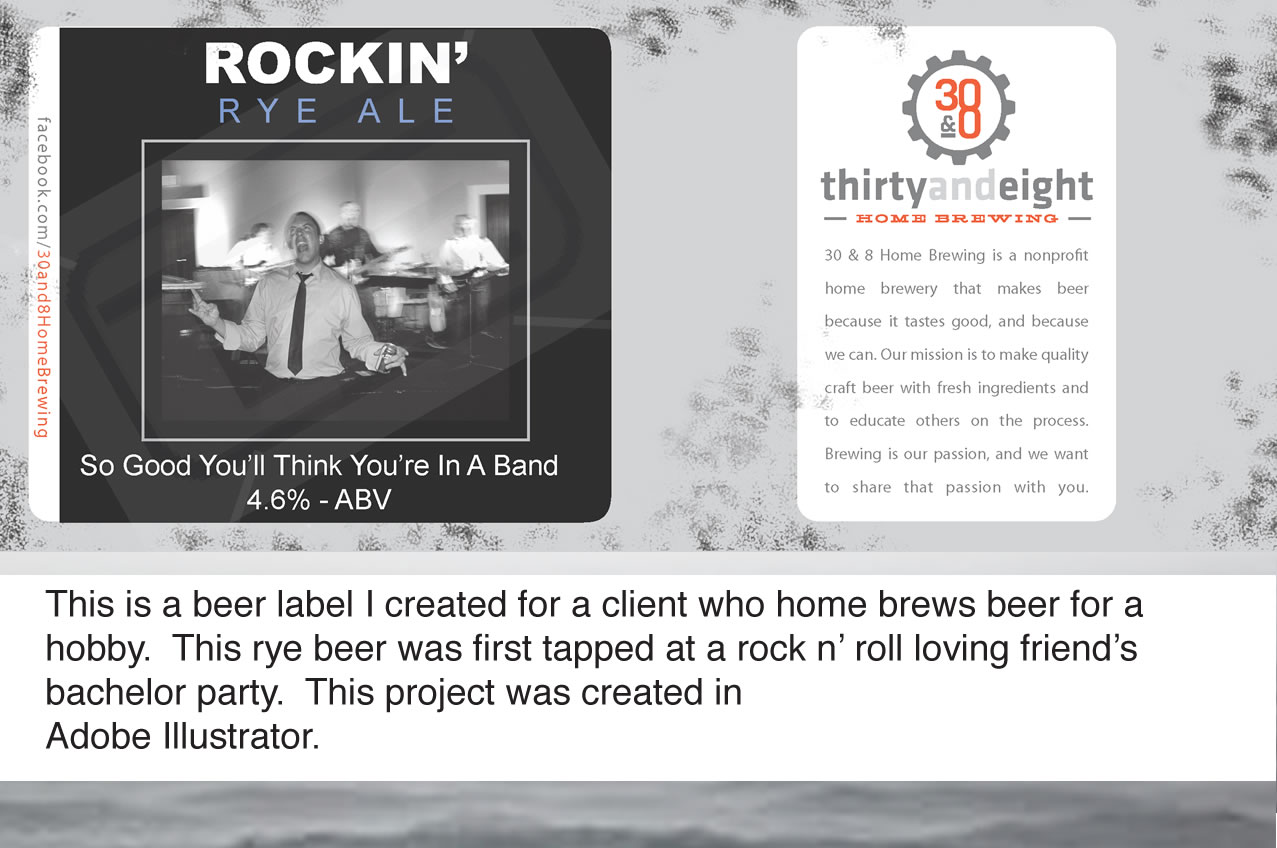 ROCKIN'
RYE ALE
facebook.com/30and8HomeBrewing
So Good You'll Think You're In A Band
4.6% - ABV
30
&8
thirtyandeight
HOME BREWING
30 & 8 Home Brewing is a nonprofit
home brewery that makes beer
because it tastes good, and because
we can. Our mission is to make quality
craft beer with fresh ingredients and
to educate others on the process.
Brewing is our passion, and we want
to share that passion with you.
This is a beer label I created for a client who home brews beer for a
hobby.  This rye beer was first tapped at a rock n' roll loving friend's
bachelor party.  This project was created in
Adobe Illustrator.